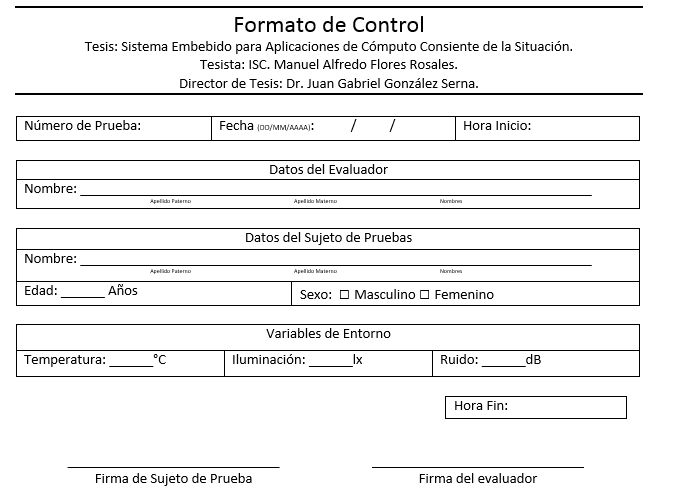 Formato de Control
Tesis: Sistema Embebido para Aplicaciones de Cómputo Consiente de la Situación.
Tesista: ISC. Manuel Alfredo Flores Rosales.
Director de Tesis: Dr. Juan Gabriel González Serna.
Número de Prueba: Fecha (DD/MM/AAAA): / / Hora Inicio:
Datos del Evaluador
Nombre: ______
Apellido Paterno Apellido Materno Nombres
Datos del Sujeto de Pruebas
Nombre: ______
Apellido Paterno Apellido Materno Nombres
Edad: ______ Años Sexo: ☐ Masculino ☐ Femenino
Variables de Entorno
Temperatura: ______°C Iluminación: ______lx Ruido: ______dB
Hora Fin:
Firma de Sujeto de Prueba Firma del evaluador